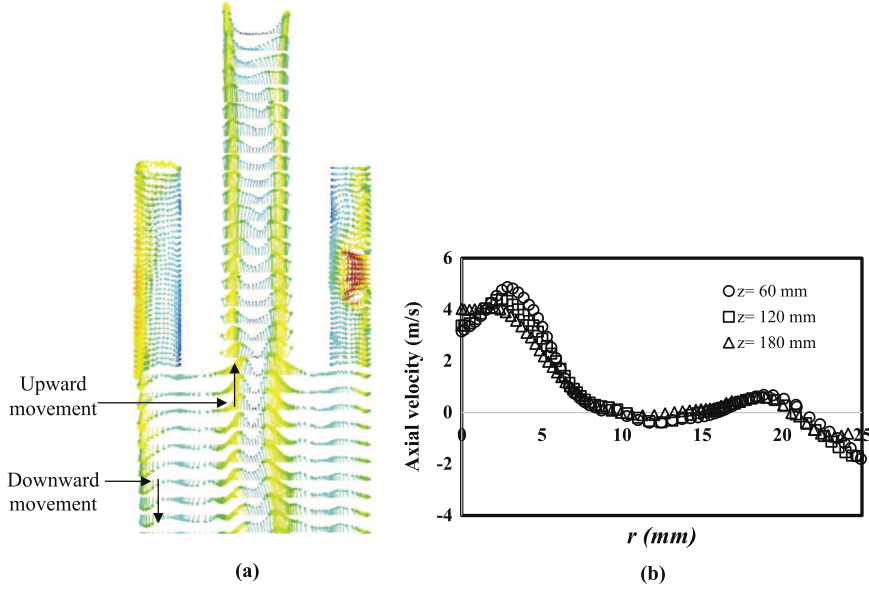 Upward
movement
Downward
movement
(a)
Axial velocity (m/s)
6
4
2
0
-2
-4
0
5
10
15
20
25
z= 60 mm
z= 120 mm
z= 180 mm
r (mm)
(b)